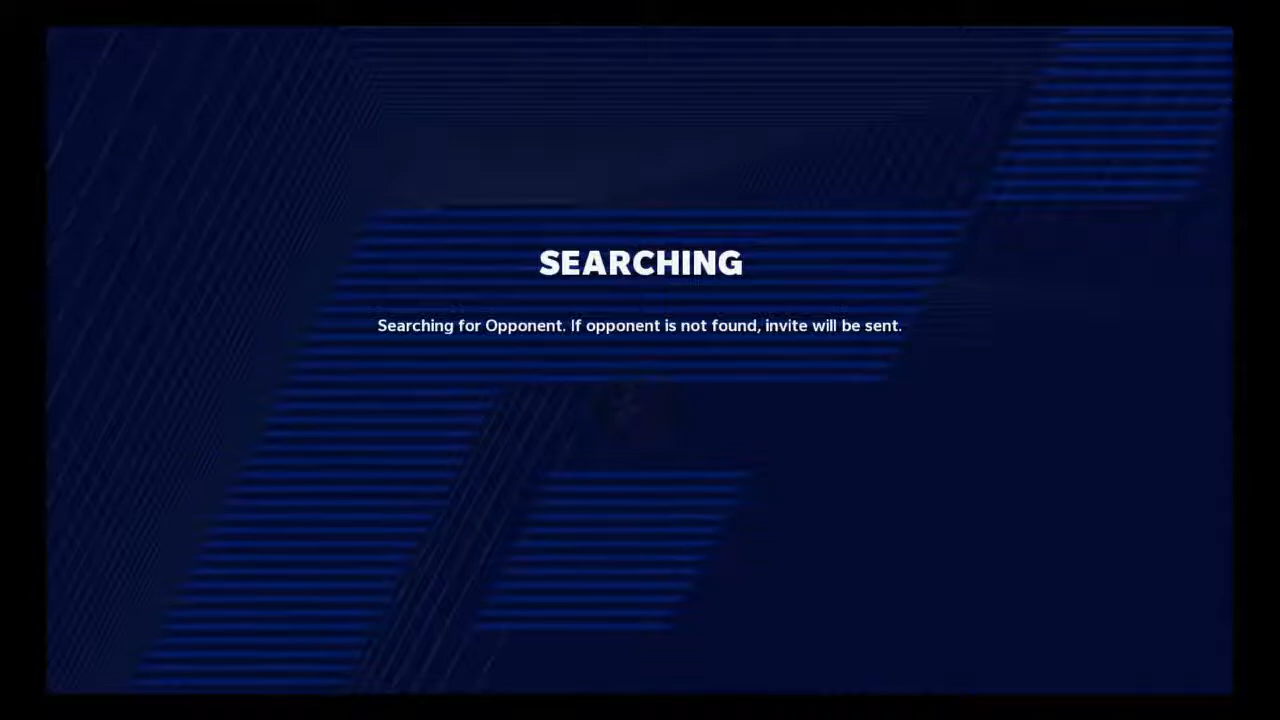 SEARCHING
Searching for Opponent. If opponent is not found, invite will be sent.